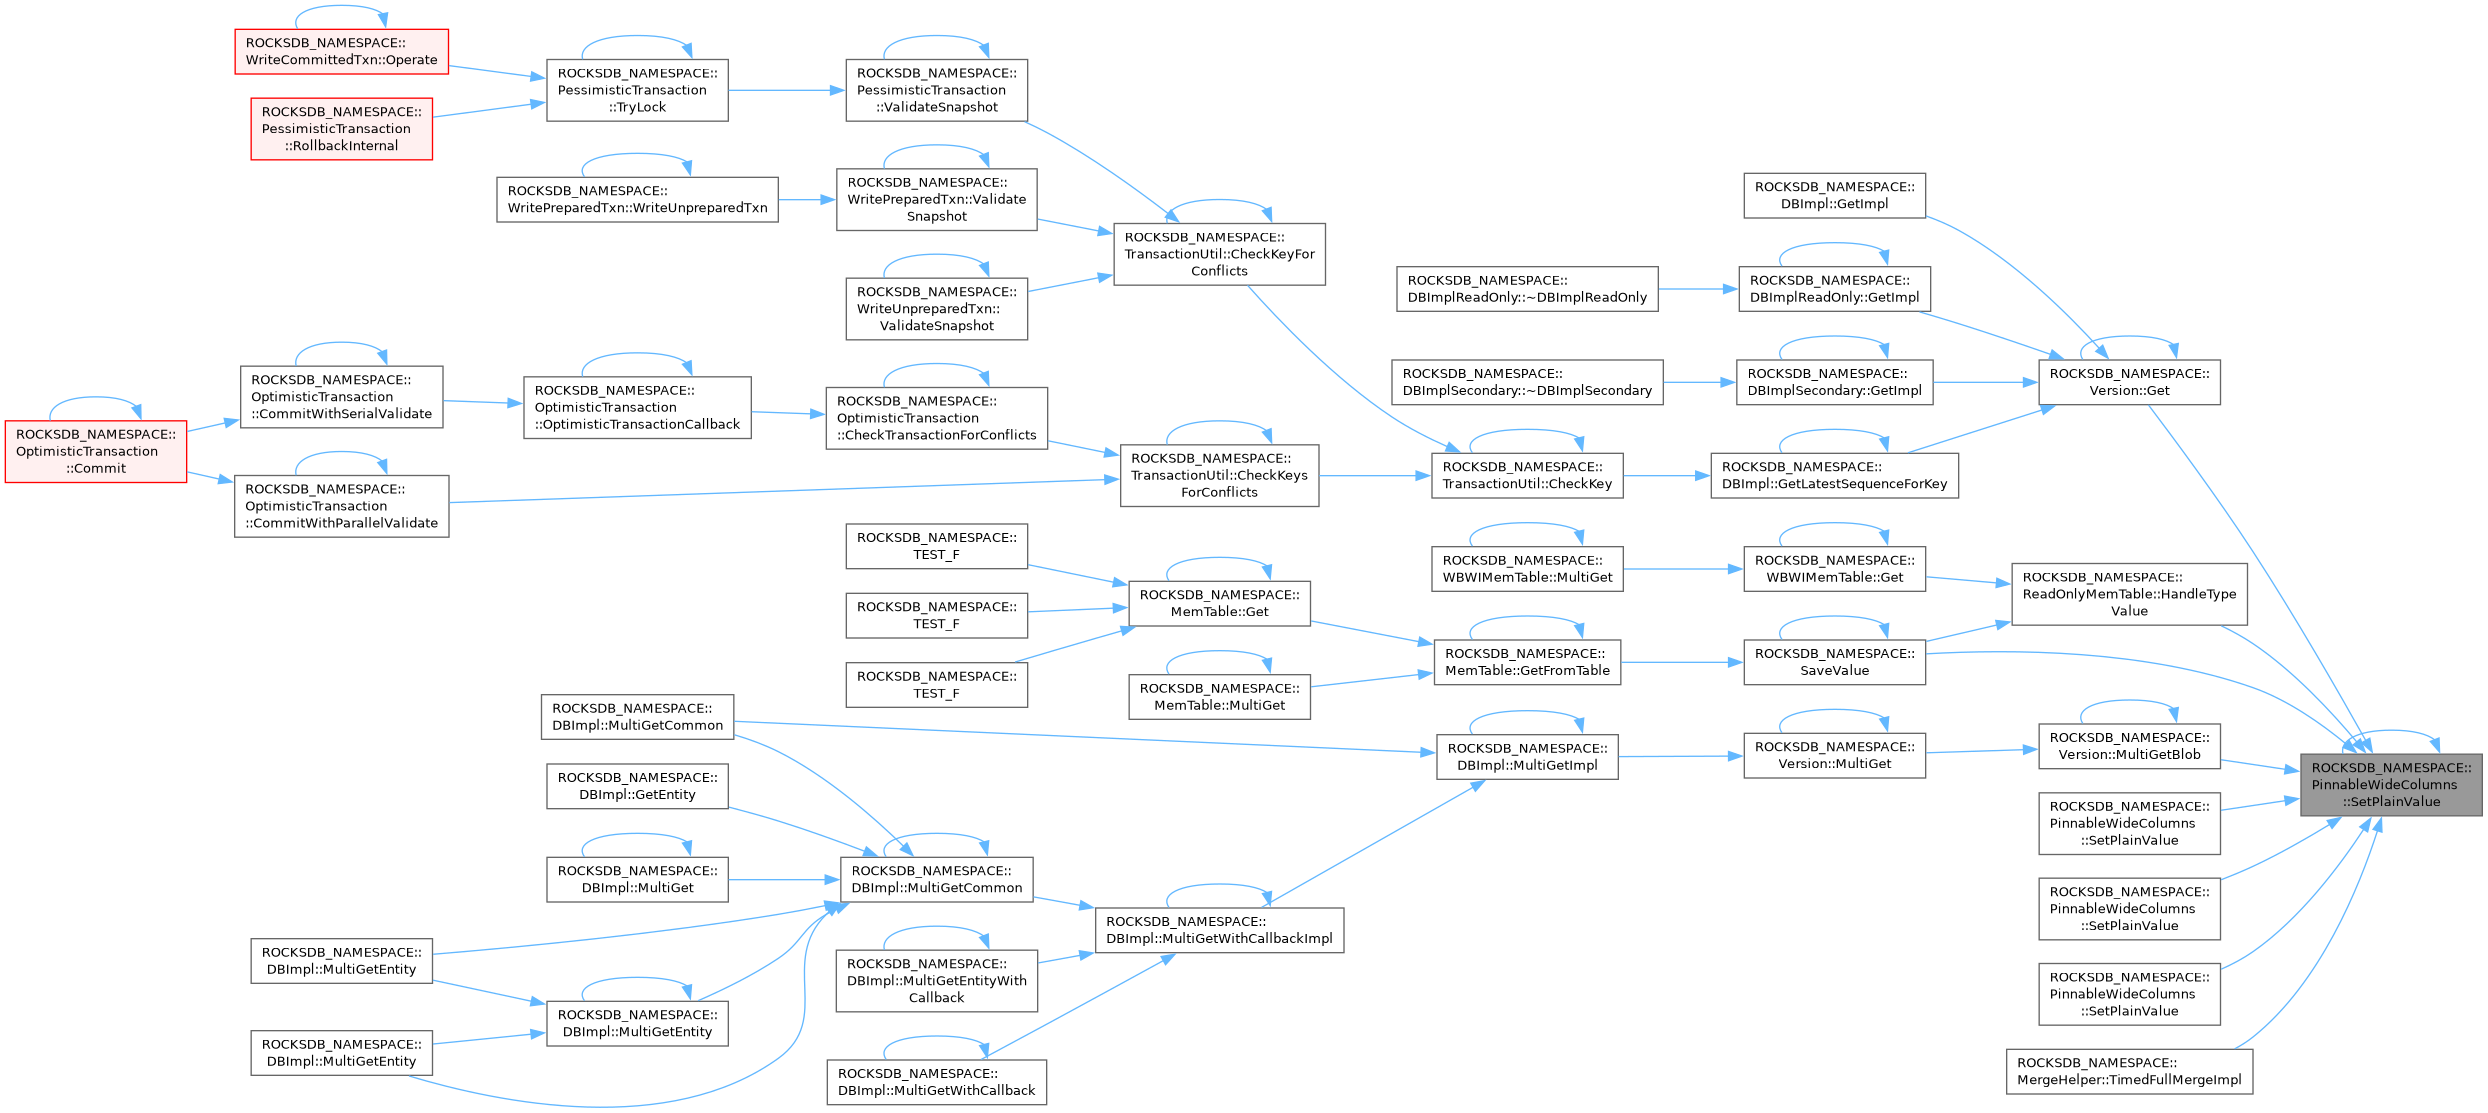 ROCKSDB_NAMESPACE::
WriteCommittedTxn::Operate
ROCKSDB_NAMESPACE::
PessimisticTransaction
::RollbackInternal
ROCKSDB_NAMESPACE::
OptimisticTransaction
::Commit
ROCKSDB_NAMESPACE::
OptimisticTransaction
::CommitWithSerialValidate
ROCKSDB_NAMESPACE::
OptimisticTransaction
::CommitWithParallelValidate
ROCKSDB_NAMESPACE::
DBImpl::MultiGetEntity
ROCKSDB_NAMESPACE::
DBImpl::MultiGetEntity
ROCKSDB_NAMESPACE::
PessimisticTransaction
::TryLock
ROCKSDB_NAMESPACE::
WritePreparedTxn::WriteUnpreparedTxn
ROCKSDB_NAMESPACE::
OptimisticTransaction
::OptimisticTransactionCallback
ROCKSDB_NAMESPACE::
DBImpl::MultiGetCommon
ROCKSDB_NAMESPACE::
DBImpl::GetEntity
ROCKSDB_NAMESPACE::
DBImpl::MultiGet
ROCKSDB_NAMESPACE::
DBImpl::MultiGetEntity
ROCKSDB_NAMESPACE::
PessimisticTransaction
::ValidateSnapshot
ROCKSDB_NAMESPACE::
WritePreparedTxn::Validate
Snapshot
ROCKSDB_NAMESPACE::
WriteUnpreparedTxn::
ValidateSnapshot
ROCKSDB_NAMESPACE::
OptimisticTransaction
::CheckTransactionForConflicts
ROCKSDB_NAMESPACE::
TEST_F
ROCKSDB_NAMESPACE::
TEST_F
ROCKSDB_NAMESPACE::
TEST_F
ROCKSDB_NAMESPACE::
DBImpl::MultiGetCommon
ROCKSDB_NAMESPACE::
DBImpl::MultiGetEntityWith
Callback
ROCKSDB_NAMESPACE::
DBImpl::MultiGetWithCallback
ROCKSDB_NAMESPACE::
TransactionUtil::CheckKeyFor
Conflicts
ROCKSDB_NAMESPACE::
TransactionUtil::CheckKeys
ForConflicts
ROCKSDB_NAMESPACE::
MemTable::Get
ROCKSDB_NAMESPACE::
MemTable::MultiGet
ROCKSDB_NAMESPACE::
DBImpl::MultiGetWithCallbackImpl
ROCKSDB_NAMESPACE::
DBImplReadOnly::~DBImplReadOnly
ROCKSDB_NAMESPACE::
DBImplSecondary::~DBImplSecondary
ROCKSDB_NAMESPACE::
TransactionUtil::CheckKey
ROCKSDB_NAMESPACE::
WBWIMemTable::MultiGet
ROCKSDB_NAMESPACE::
MemTable::GetFromTable
ROCKSDB_NAMESPACE::
DBImpl::MultiGetImpl
ROCKSDB_NAMESPACE::
DBImpl::GetImpl
ROCKSDB_NAMESPACE::
DBImplReadOnly::GetImpl
ROCKSDB_NAMESPACE::
DBImplSecondary::GetImpl
ROCKSDB_NAMESPACE::
DBImpl::GetLatestSequenceForKey
ROCKSDB_NAMESPACE::
WBWIMemTable::Get
ROCKSDB_NAMESPACE::
SaveValue
ROCKSDB_NAMESPACE::
Version::MultiGet
ROCKSDB_NAMESPACE::
Version::Get
ROCKSDB_NAMESPACE::
ReadOnlyMemTable::HandleType
Value
ROCKSDB_NAMESPACE::
Version::MultiGetBlob
ROCKSDB_NAMESPACE::
PinnableWideColumns
::SetPlainValue
ROCKSDB_NAMESPACE::
PinnableWideColumns
::SetPlainValue
ROCKSDB_NAMESPACE::
PinnableWideColumns
::SetPlainValue
ROCKSDB_NAMESPACE::
MergeHelper::TimedFullMergeImpl
ROCKSDB_NAMESPACE::
PinnableWideColumns
::SetPlainValue